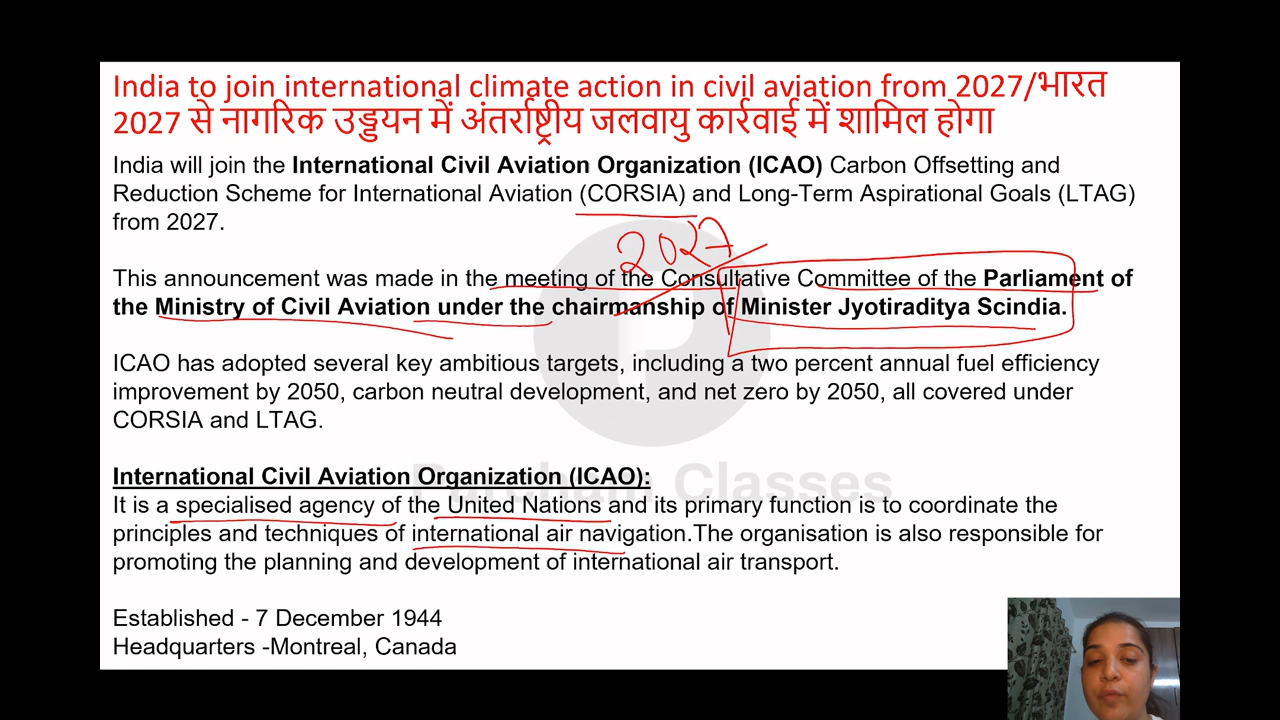 India to join international climate action in civil aviation from 2027/भारत
2027 से नागरिक उड्डयन में अंतर्राष्ट्रीय जलवायु कार्रवाई में शामिल होगा
India will join the International Civil Aviation Organization (ICAO) Carbon Offsetting and
Reduction Scheme for International Aviation (CORSIA) and Long-Term Aspirational Goals (LTAG)
from 2027.
2027
This announcement was made in the meeting of the Consultative Committee of the Parliament of
the Ministry of Civil Aviation under the chairmanship of Minister Jyotiraditya Scindia.
ICAO has adopted several key ambitious targets, including a two percent annual fuel efficiency
improvement by 2050, carbon neutral development, and net zero by 2050, all covered under
CORSIA and LTAG.
International Civil Aviation Organization (ICAO):
Parcham Classes
It is a specialised agency of the United Nations and its primary function is to coordinate the
principles and techniques of international air navigation.The organisation is also responsible for
promoting the planning and development of international air transport.
Established - 7 December 1944
Headquarters -Montreal, Canada